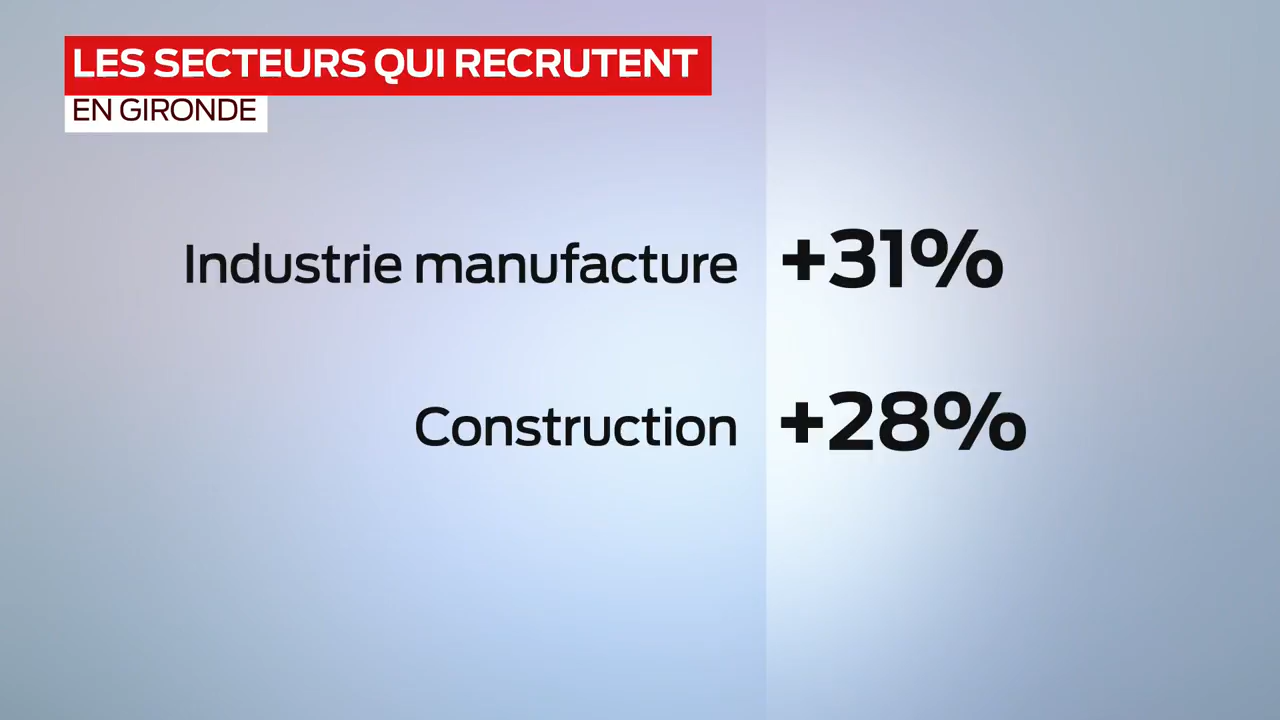 LES SECTEURS QUI RECRUTENT
EN GIRONDE
Industrie manufacture +31%
Construction +28%